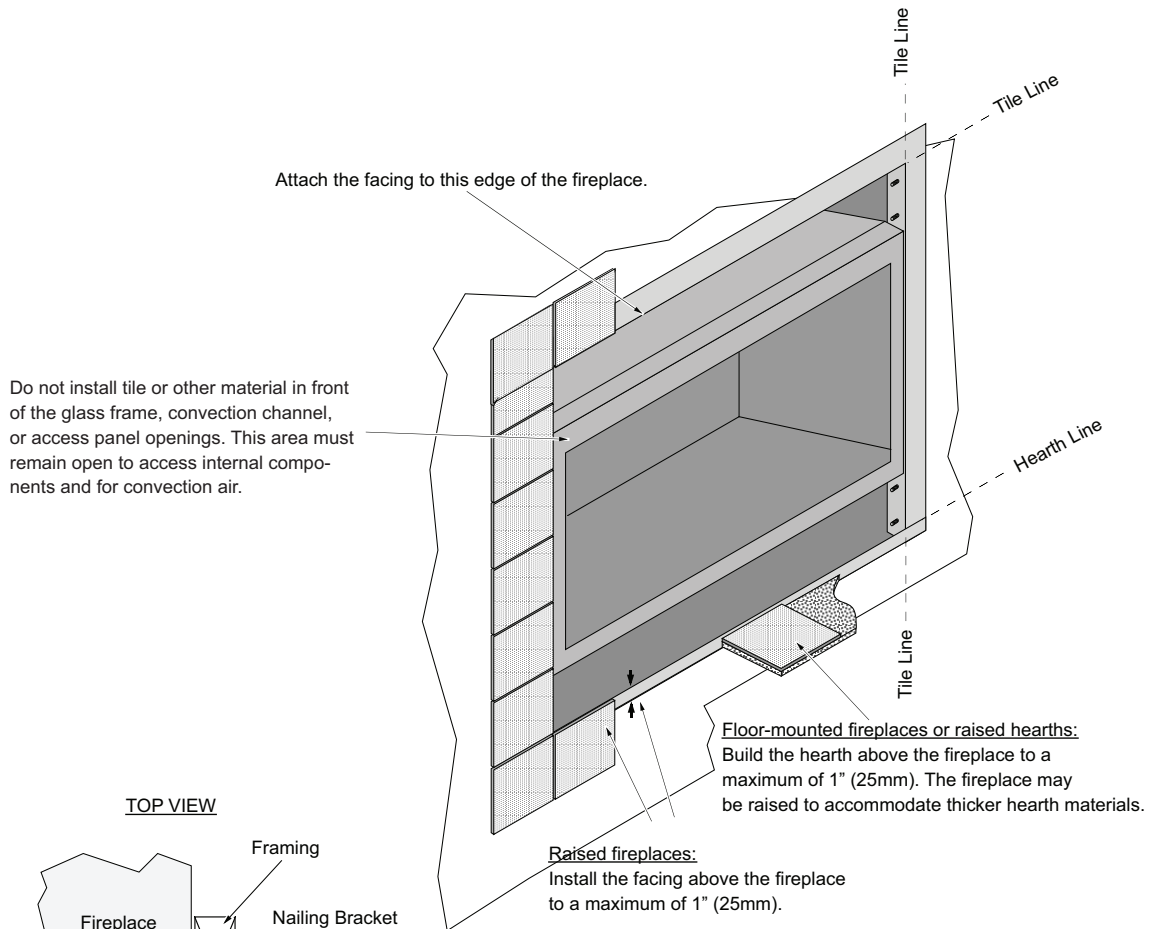 Tile Line
Tile Line
Attach the facing to this edge of the fireplace.
Do not install tile or other material in front
of the glass frame, convection channel,
or access panel openings. This area must
remain open to access internal compo-
nents and for convection air.
Hearth Line
Tile Line
Floor-mounted fireplaces or raised hearths:
Build the hearth above the fireplace to a
maximum of 1” (25mm). The fireplace may
be raised to accommodate thicker hearth materials.
Raised fireplaces:
Install the facing above the fireplace
to a maximum of 1” (25mm).
TOP VIEW
Framing
Nailing Bracket
Fireplace